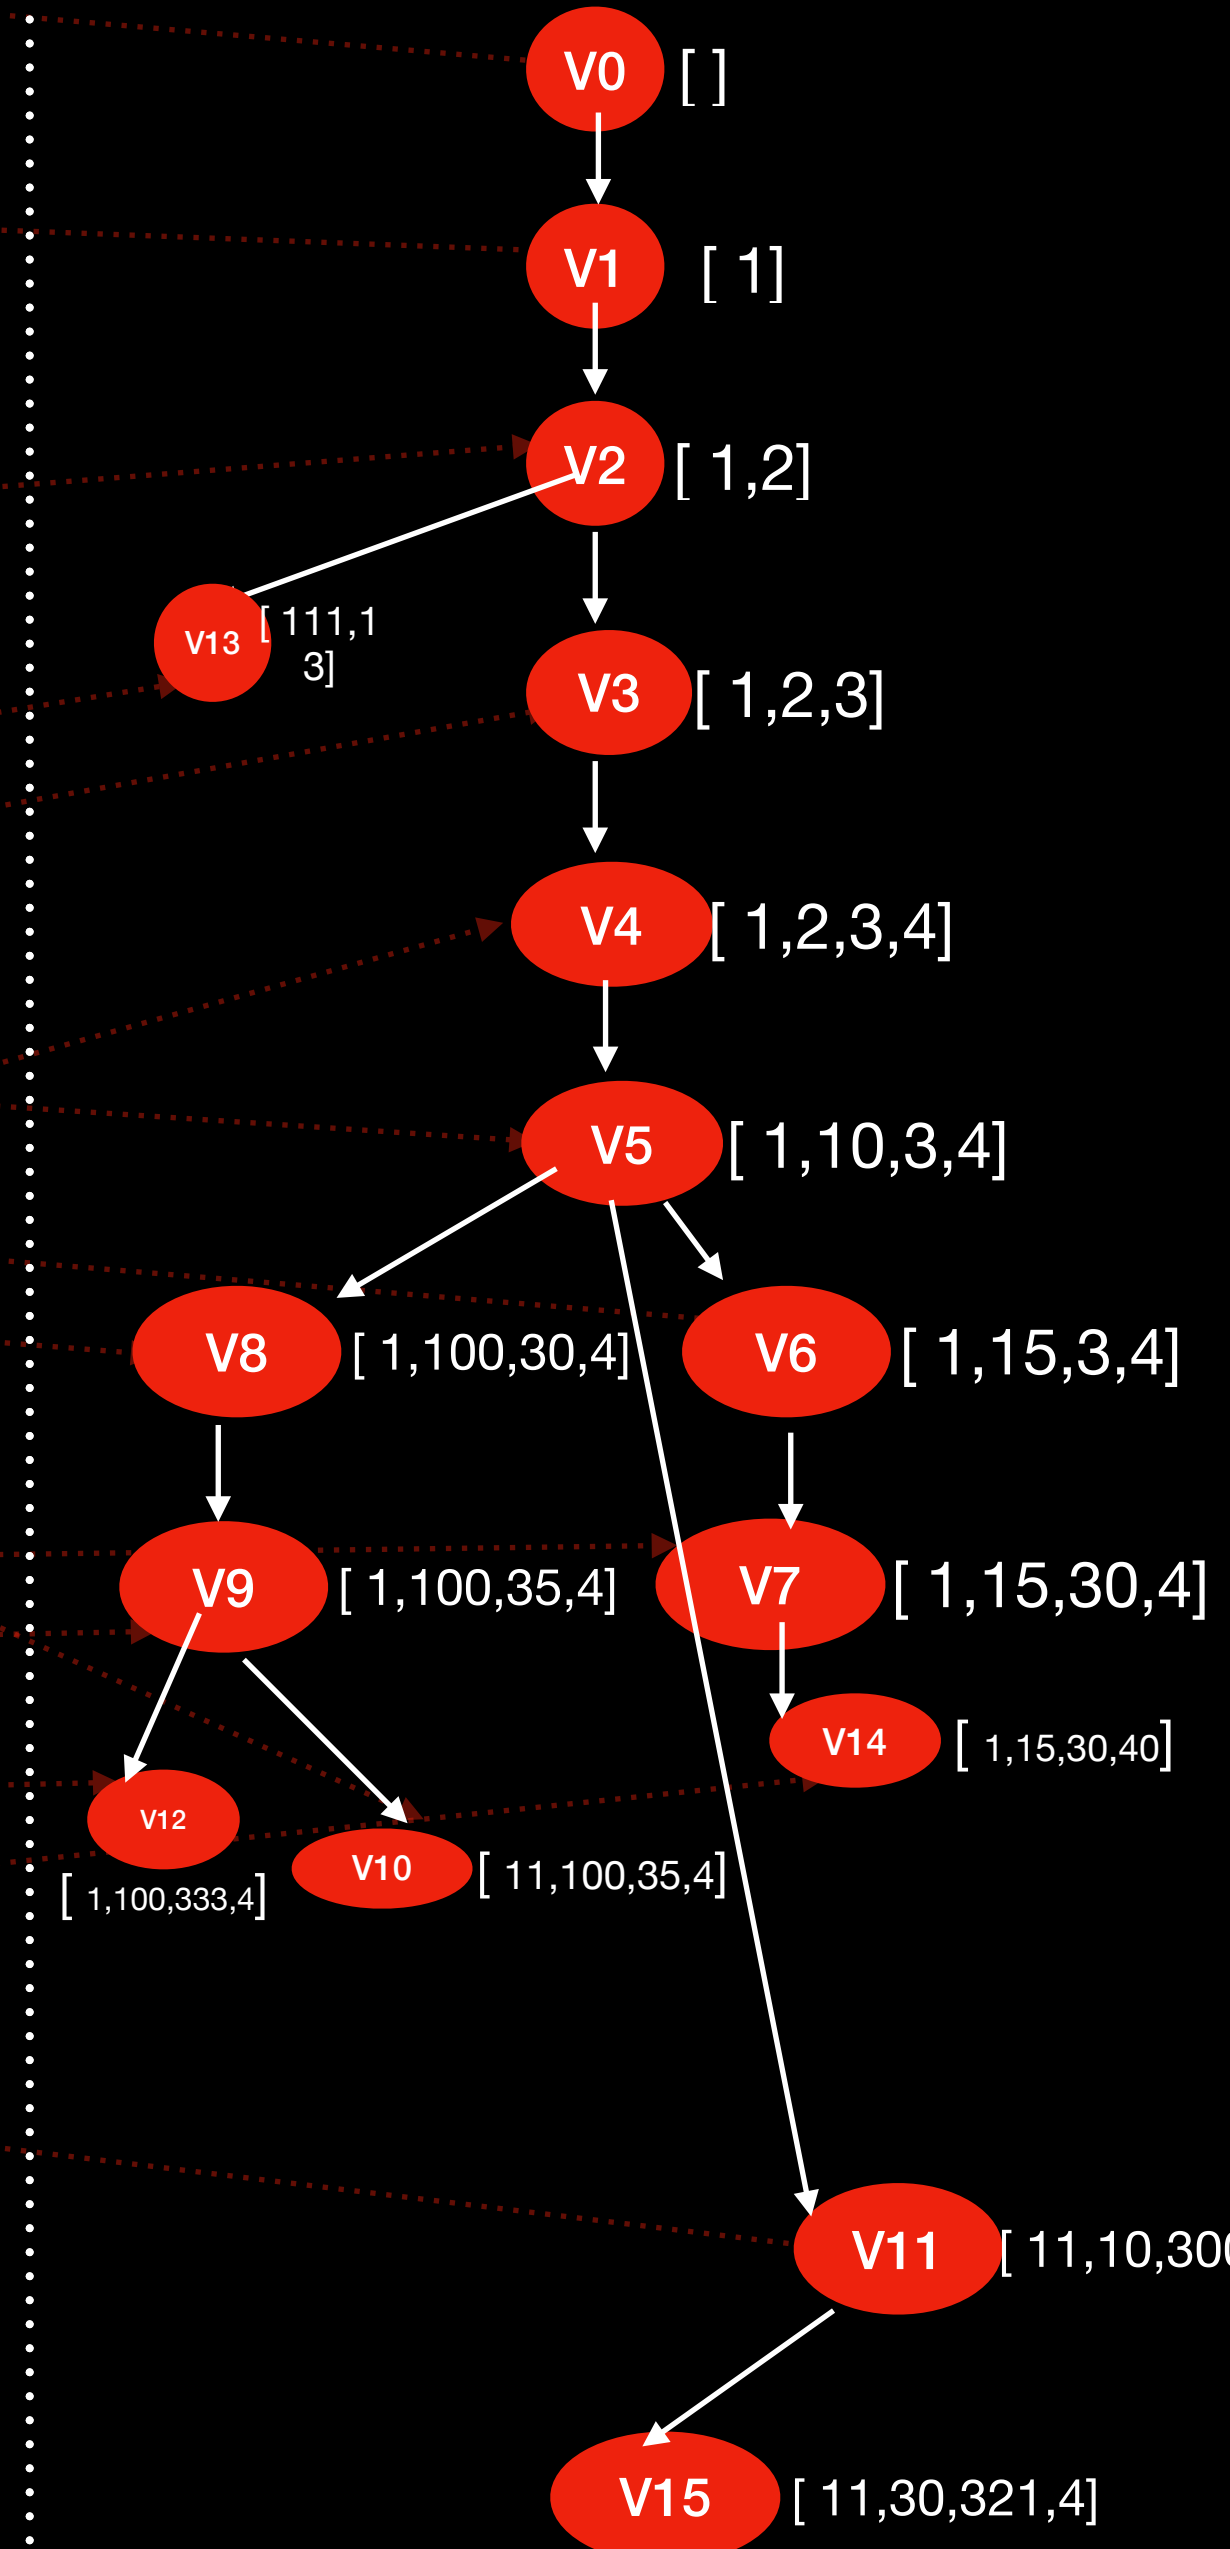 V0 [ ]
V1 [ 1]
V2 [ 1,2]
V13 [ 111,1
3]
V3 [ 1,2,3]
V4 [ 1,2,3,4]
V5 [ 1,10,3,4]
V8 [ 1,100,30,4] V6 [ 1,15,3,4]
V9 [ 1,100,35,4] V7 [ 1,15,30,4]
V14 [ 1,15,30,40]
V12
V10 [ 11,100,35,4]
[ 1,100,333,4]
V11 [ 11,10,300
V15 [ 11,30,321,4]